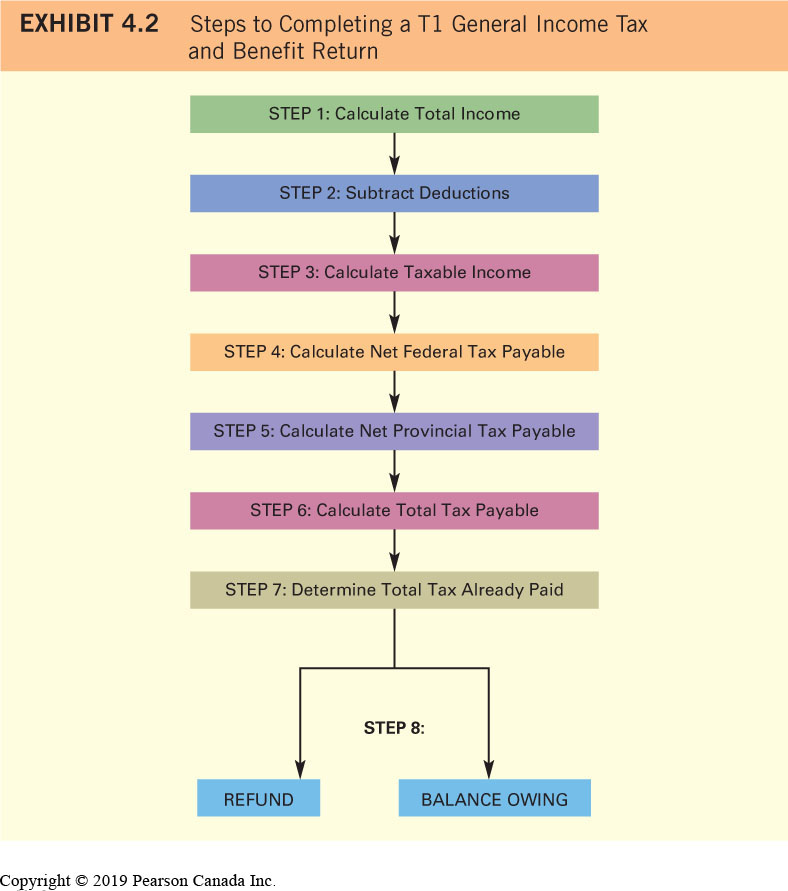 EXHIBIT 4.2 Steps to Completing a T1 General Income Tax
and Benefit Return
STEP 1: Calculate Total Income
STEP 2: Subtract Deductions
STEP 3: Calculate Taxable Income
STEP 4: Calculate Net Federal Tax Payable
STEP 5: Calculate Net Provincial Tax Payable
STEP 6: Calculate Total Tax Payable
STEP 7: Determine Total Tax Already Paid
STEP 8:
REFUND
BALANCE OWING
Copyright © 2019 Pearson Canada Inc.